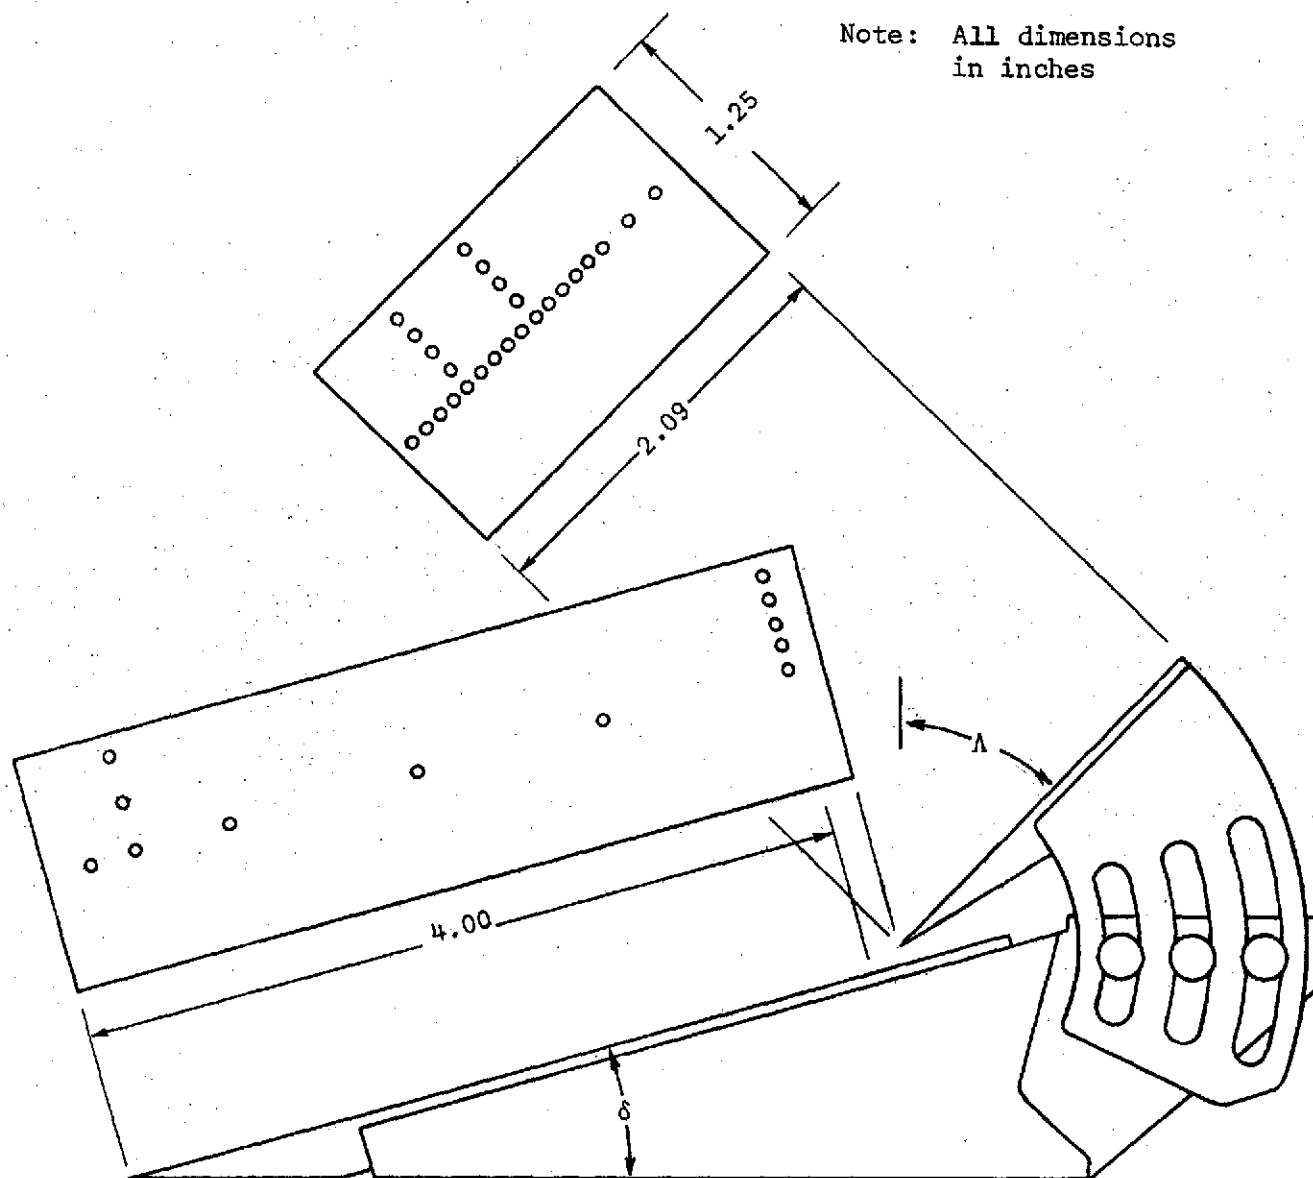 Note: All dimensions
in inches
1.25
2.09
Λ
4.00
δ